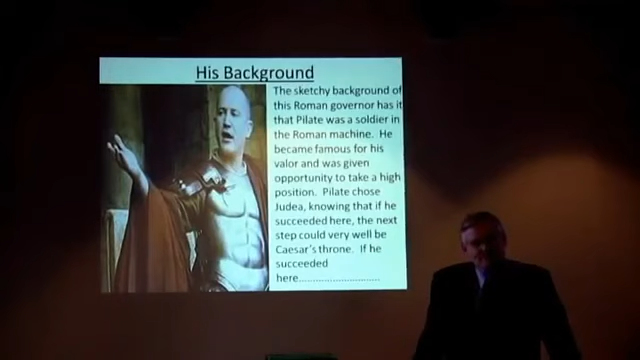 His Background
The sketchy background of
this Roman governor has it
that Pilate was a soldier in
the Roman machine.  He
became famous for his
valor and was given
opportunity to take a high
position.  Pilate chose
Judea, knowing that if he
succeeded here, the next
step could very well be
Caesar's throne.  If he
succeeded
here..............................